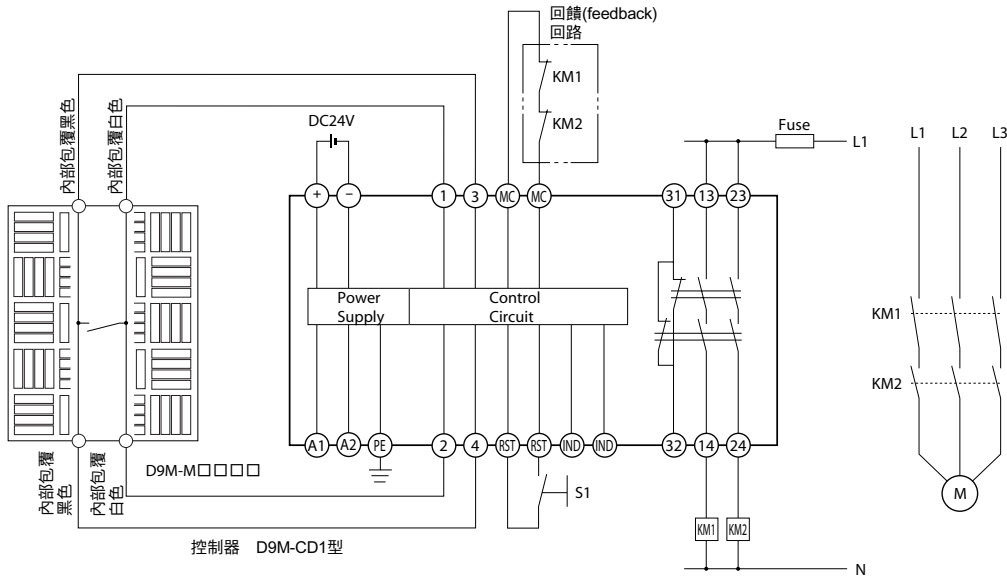 回饋(feedback)
回路
KM1
KM2
內部包覆黑色
內部包覆白色
DC24V
Fuse
L1
L1 L2 L3
+ − 1 3 MC MC 31 13 23
Power
Supply
Control
Circuit
KM1
KM2
A1 A2 PE 2 4 RST RST IND IND 32 14 24
內部包覆
黑色
內部包覆
白色
D9M-M□□□□
S1
M
KM1 KM2
控制器 D9M-CD1型
N